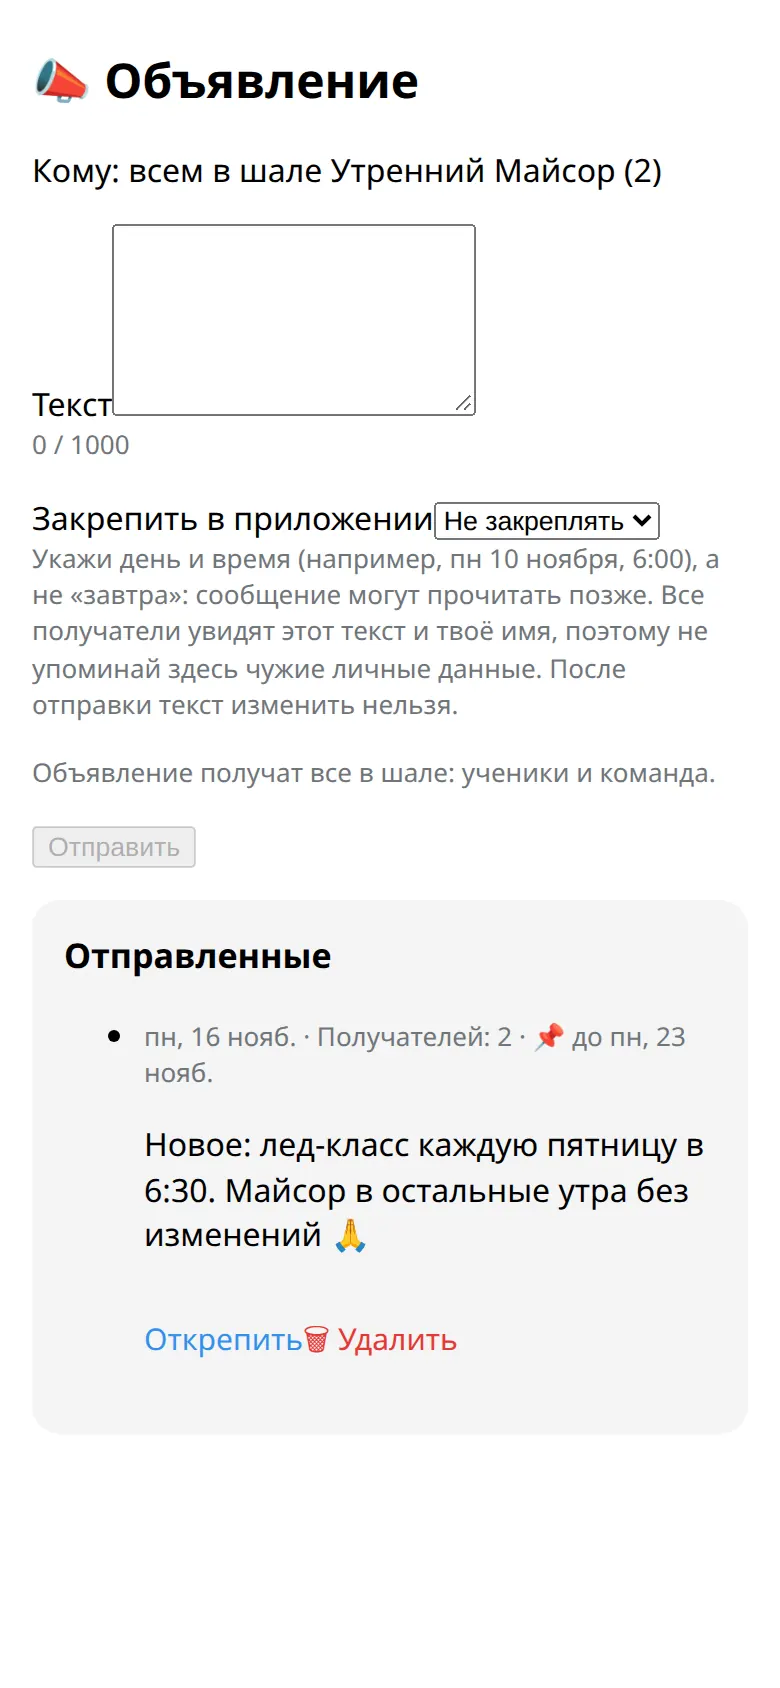 📣 Объявление
Кому: всем в шале Утренний Майсор (2)
Текст
0 / 1000
Закрепить в приложении Не закреплять
Укажи день и время (например, пн 10 ноября, 6:00), а
не «завтра»: сообщение могут прочитать позже. Все
получатели увидят этот текст и твоё имя, поэтому не
упоминай здесь чужие личные данные. После
отправки текст изменить нельзя.
Объявление получат все в шале: ученики и команда.
Отправить
Отправленные
пн, 16 нояб. · Получателей: 2 · 📌 до пн, 23
нояб.
Новое: лед-класс каждую пятницу в
6:30. Майсор в остальные утра без
изменений 🙏
Открепить🗑 Удалить